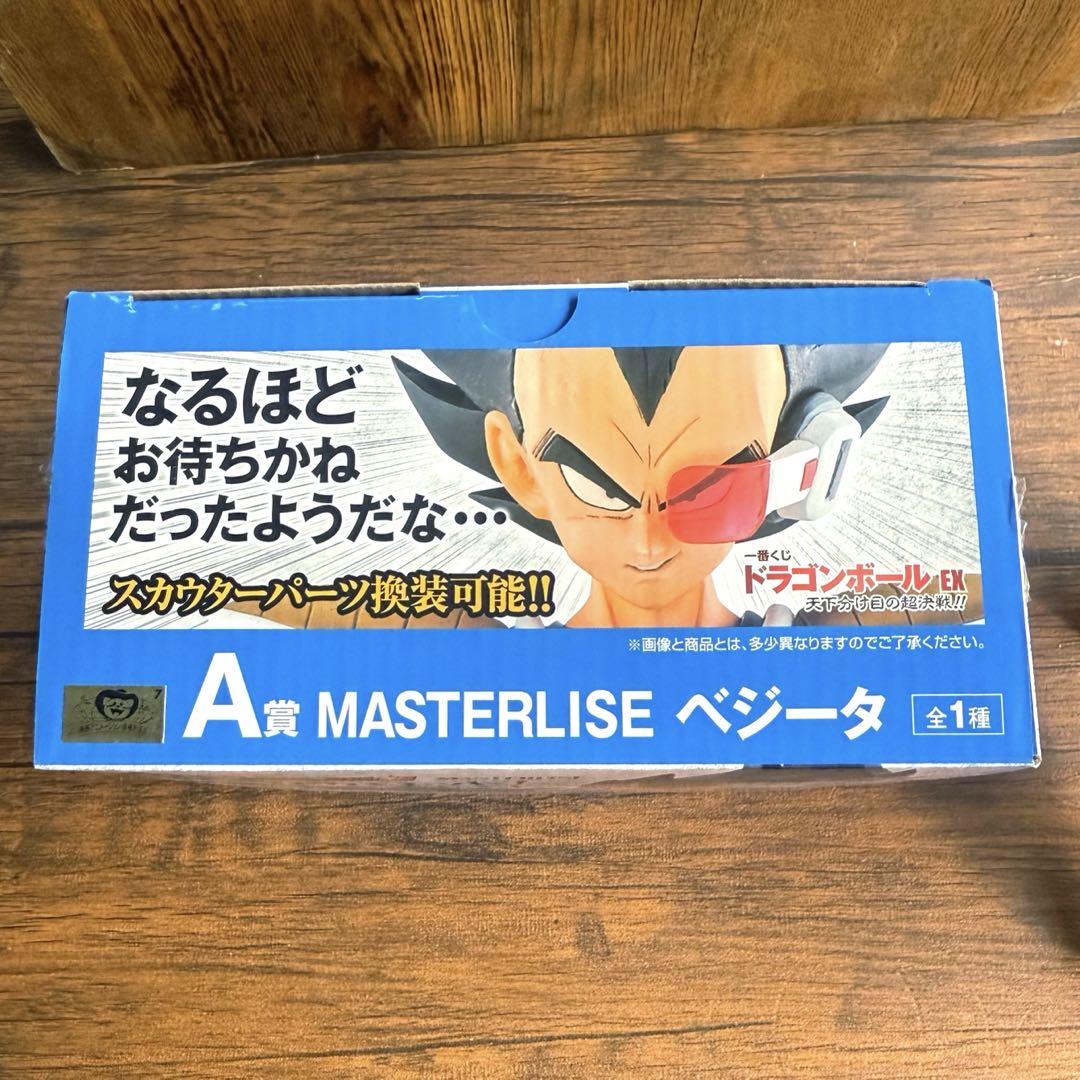 なるほど
お待ちかね
だったようだな…
スカウターパーツ換装可能!!
一番くじ
ドラゴンボール EX
天下分け目の超決戦!!
※画像と商品とは、多少異なりますのでご了承ください。
7
A賞 MASTERLISE ベジータ 全1種